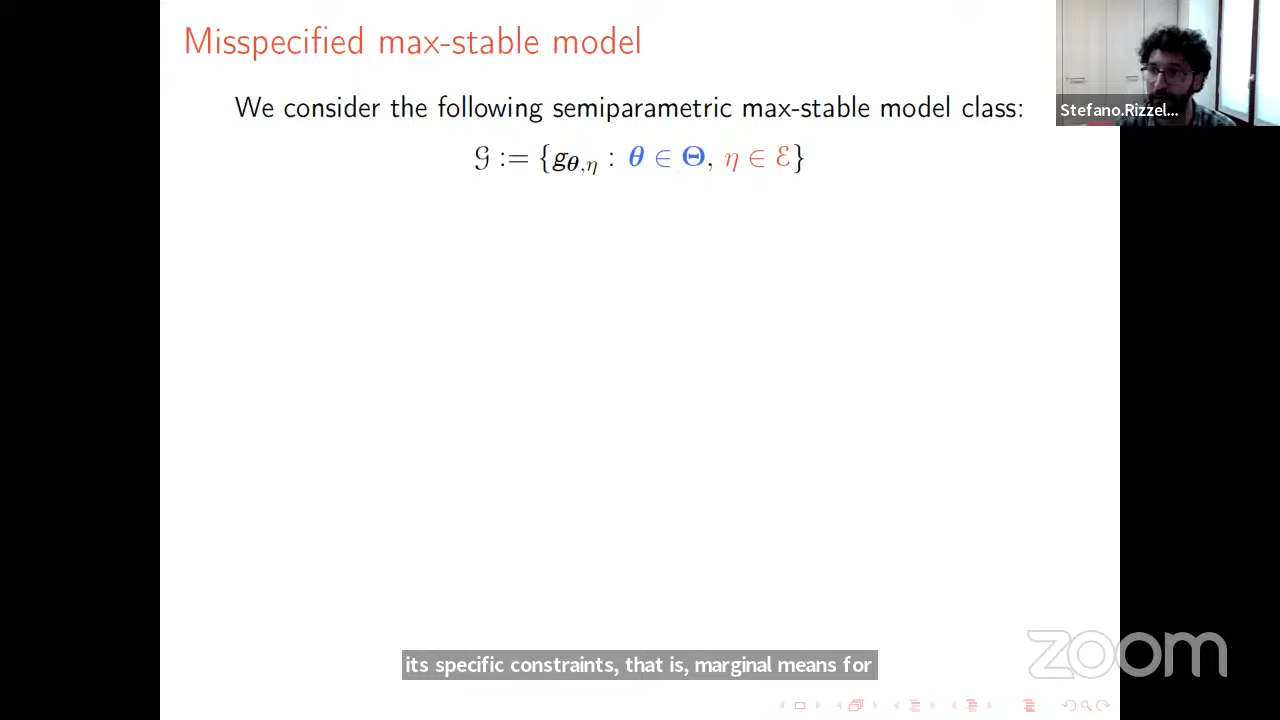 Misspecified max-stable model
We consider the following semiparametric max-stable model class:
𝒢 := {g_{θ,η} : θ ∈ Θ, η ∈ ℰ}
Stefano.Rizzel...
its specific constraints, that is, marginal means for
zoom